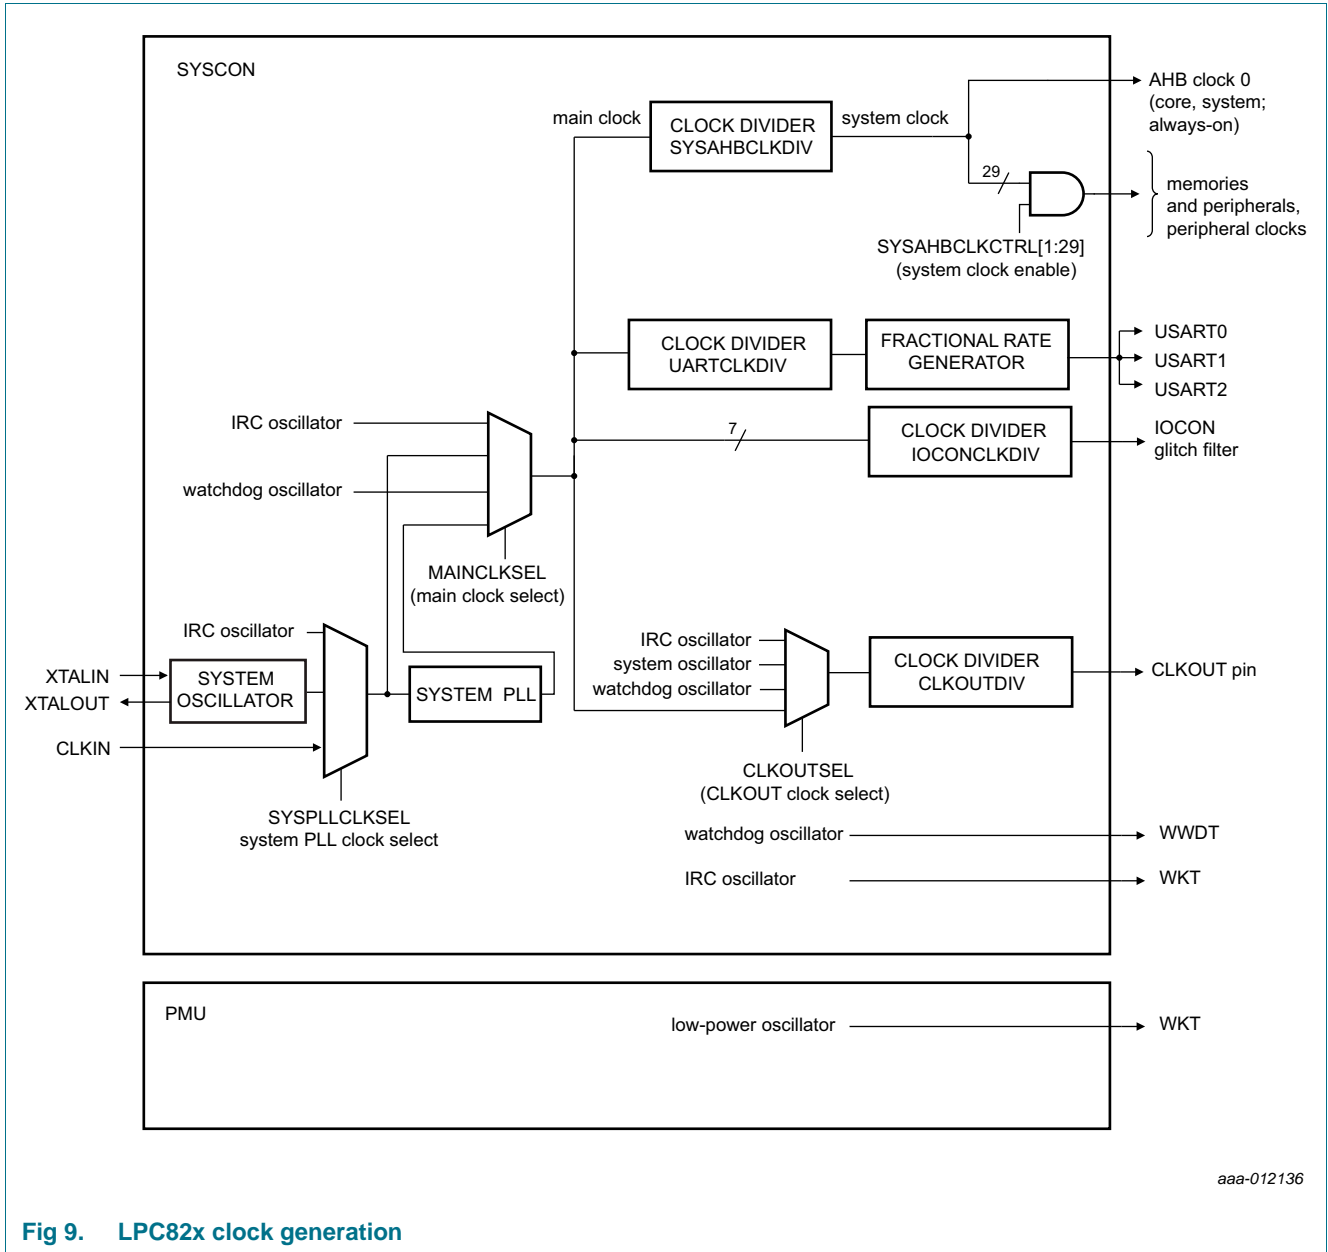 SYSCON
AHB clock 0
(core, system;
always-on)
main clock
CLOCK DIVIDER
SYSAHBCLKDIV
system clock
29
memories
and peripherals,
peripheral clocks
SYSAHBCLKCTRL[1:29]
(system clock enable)
CLOCK DIVIDER
UARTCLKDIV
FRACTIONAL RATE
GENERATOR
USART0
USART1
USART2
IRC oscillator
7
CLOCK DIVIDER
IOCONCLKDIV
IOCON
glitch filter
watchdog oscillator
MAINCLKSEL
(main clock select)
IRC oscillator
XTALIN
XTALOUT
SYSTEM
OSCILLATOR
SYSTEM PLL
CLKIN
SYSPLLCLKSEL
system PLL clock select
IRC oscillator
system oscillator
watchdog oscillator
CLOCK DIVIDER
CLKOUTDIV
CLKOUT pin
CLKOUTSEL
(CLKOUT clock select)
watchdog oscillator
WWDT
IRC oscillator
WKT
PMU
low-power oscillator
WKT
aaa-012136
Fig 9. LPC82x clock generation